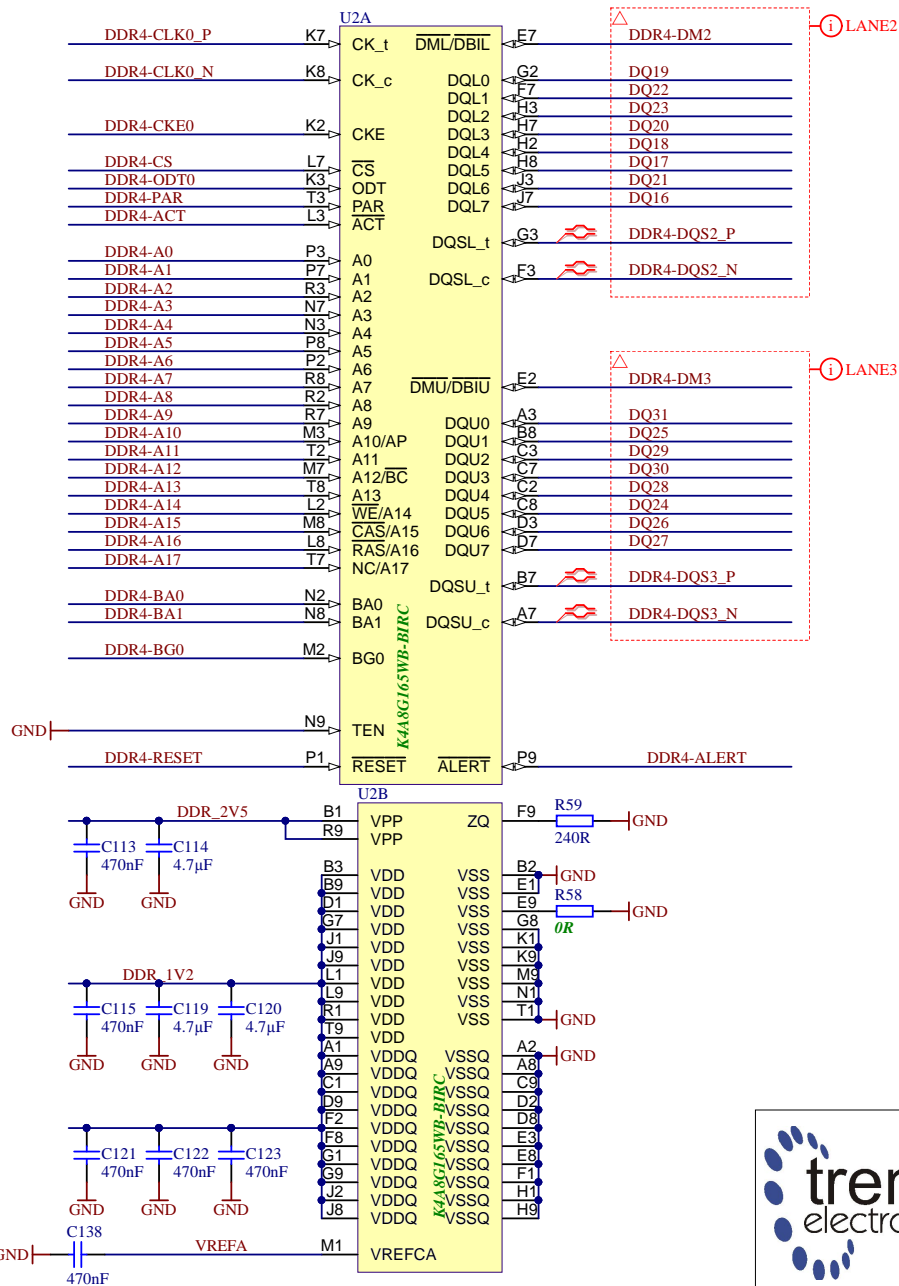 U2A
DDR4-CLK0_P K7 CK_t DML/DBIL E7 DDR4-DM2 i LANE2
DDR4-CLK0_N K8 CK_c DQL0 G2 DQ19
DQL1 F7 DQ22
DQL2 H3 DQ23
DDR4-CKE0 K2 CKE DQL3 H7 DQ20
DQL4 H2 DQ18
DDR4-CS L7 CS DQL5 H8 DQ17
DDR4-ODT0 K3 ODT DQL6 J3 DQ21
DDR4-PAR T3 PAR DQL7 J7 DQ16
DDR4-ACT L3 ACT
DQSL_t G3 DDR4-DQS2_P
DDR4-A0 P3 A0
DDR4-A1 P7 A1 DQSL_c F3 DDR4-DQS2_N
DDR4-A2 R3 A2
DDR4-A3 N7 A3
DDR4-A4 N3 A4
DDR4-A5 P8 A5
DDR4-A6 P2 A6 i LANE3
DDR4-A7 R8 A7 DMU/DBIU E2 DDR4-DM3
DDR4-A8 R2 A8
DDR4-A9 R7 A9 DQU0 A3 DQ31
DDR4-A10 M3 A10/AP DQU1 B8 DQ25
DDR4-A11 T2 A11 DQU2 C3 DQ29
DDR4-A12 M7 A12/BC DQU3 C7 DQ30
DDR4-A13 T8 A13 DQU4 C2 DQ28
DDR4-A14 L2 WE/A14 DQU5 C8 DQ24
DDR4-A15 M8 CAS/A15 DQU6 D3 DQ26
DDR4-A16 L8 RAS/A16 DQU7 D7 DQ27
DDR4-A17 T7 NC/A17
DQSU_t B7 DDR4-DQS3_P
DDR4-BA0 N2 BA0
DDR4-BA1 N8 BA1 DQSU_c A7 DDR4-DQS3_N
DDR4-BG0 M2 BG0
K4A8G165WB-BIRC
GND N9 TEN
DDR4-RESET P1 RESET ALERT P9 DDR4-ALERT
U2B
DDR_2V5 B1 VPP ZQ F9 R59 GND
R9 VPP 240R
C113 C114
470nF 4.7µF
GND GND
B3 VDD VSS B2 GND
B9 VDD VSS E1
D1 VDD VSS E9 R58 GND
G7 VDD VSS G8 0R
J1 VDD VSS K1
J9 VDD VSS K9
DDR_1V2 L1 VDD VSS M9
L9 VDD VSS N1
R1 VDD VSS T1 GND
T9 VDD
C115 C119 C120
470nF 4.7µF 4.7µF
GND GND GND
A1 VDDQ VSSQ A2 GND
A9 VDDQ VSSQ A8
C1 VDDQ VSSQ C9
D9 VDDQ VSSQ D2
F2 VDDQ VSSQ D8
F8 VDDQ VSSQ E3
G1 VDDQ VSSQ E8
G9 VDDQ VSSQ F1
J2 VDDQ VSSQ H1
J8 VDDQ VSSQ H9
K4A8G165WB-BIRC
C121 C122 C123
470nF 470nF 470nF
GND GND GND
C138
GND VREFA M1 VREFCA
470nF
tren
electro